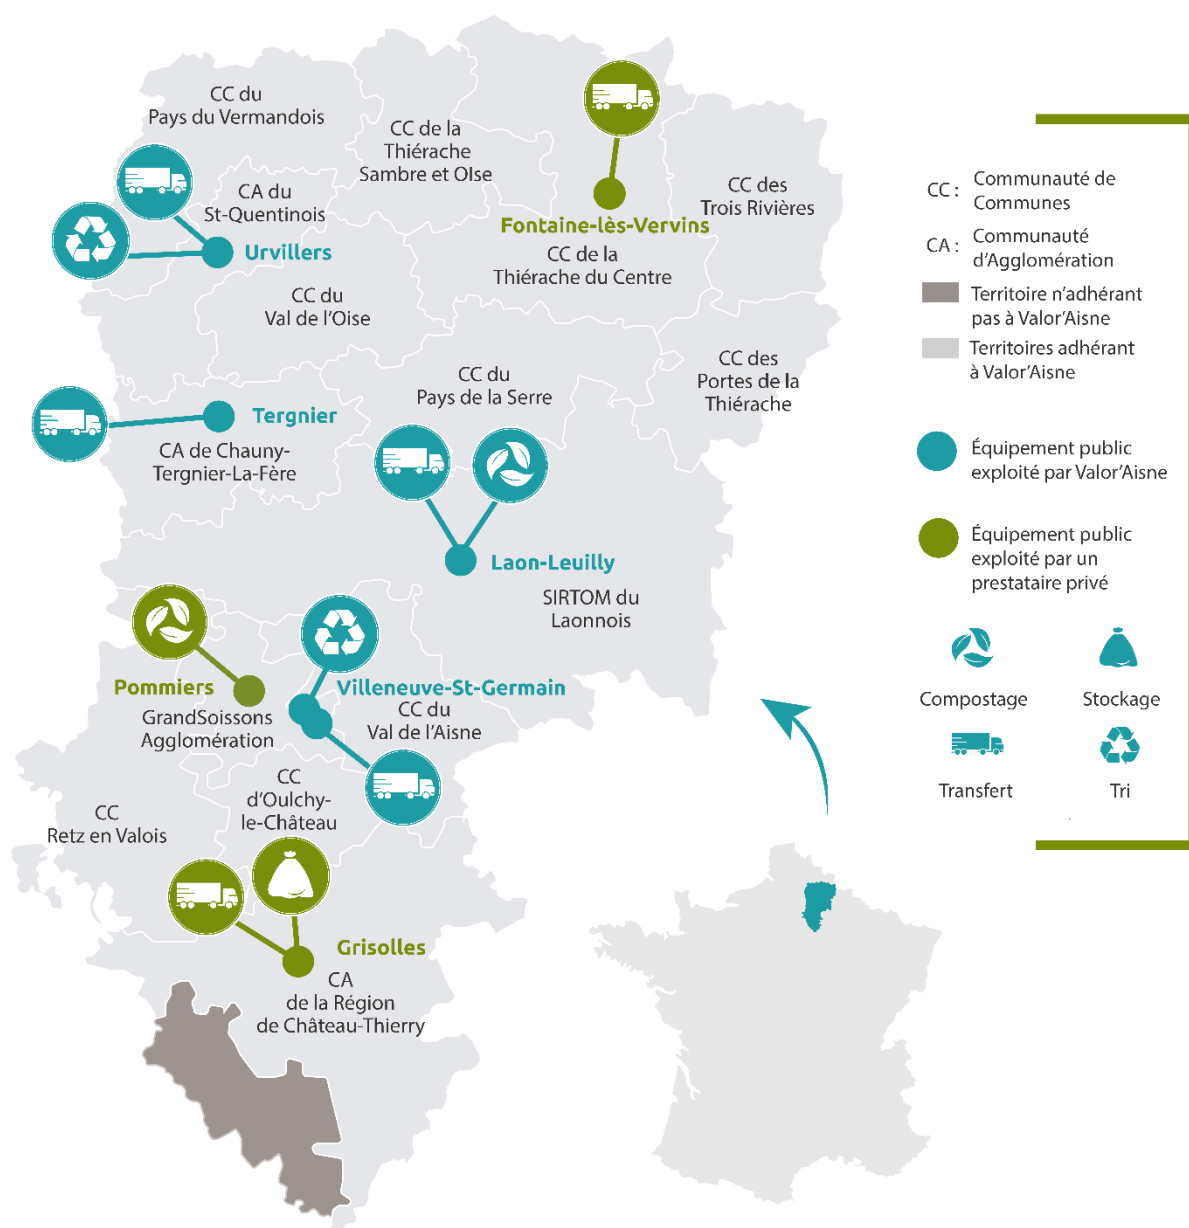 CC du
Pays du Vermandois
CC de la
Thiérache
Sambre et OIse
CA du
St-Quentinois
Urvillers
CC des
Trois Rivières
Fontaine-lès-Vervins
CC de la
Thiérache du Centre
CC du
Val de l’Oise
CC du
Pays de la Serre
CC des
Portes de la
Thiérache
Tergnier
CA de Chauny-
Tergnier-La-Fère
Laon-Leuilly
SIRTOM du
Laonnois
Pommiers
GrandSoissons
Agglomération
Villeneuve-St-Germain
CC du
Val de l’Aisne
CC
d’Oulchy-
le-Château
CC
Retz en Valois
Grisolles
CA
de la Région
de Château-Thierry
CC : Communauté de
Communes
CA : Communauté
d’Agglomération
Territoire n’adhérant
pas à Valor’Aisne
Territoires adhérant
à Valor’Aisne
Équipement public
exploité par Valor’Aisne
Équipement public
exploité par un
prestataire privé
Compostage
Stockage
Transfert
Tri